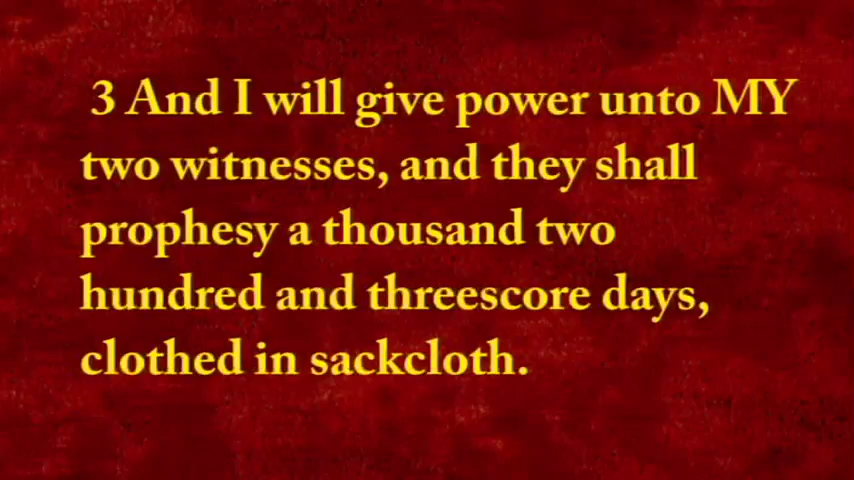 3 And I will give power unto MY
two witnesses, and they shall
prophesy a thousand two
hundred and threescore days,
clothed in sackcloth.